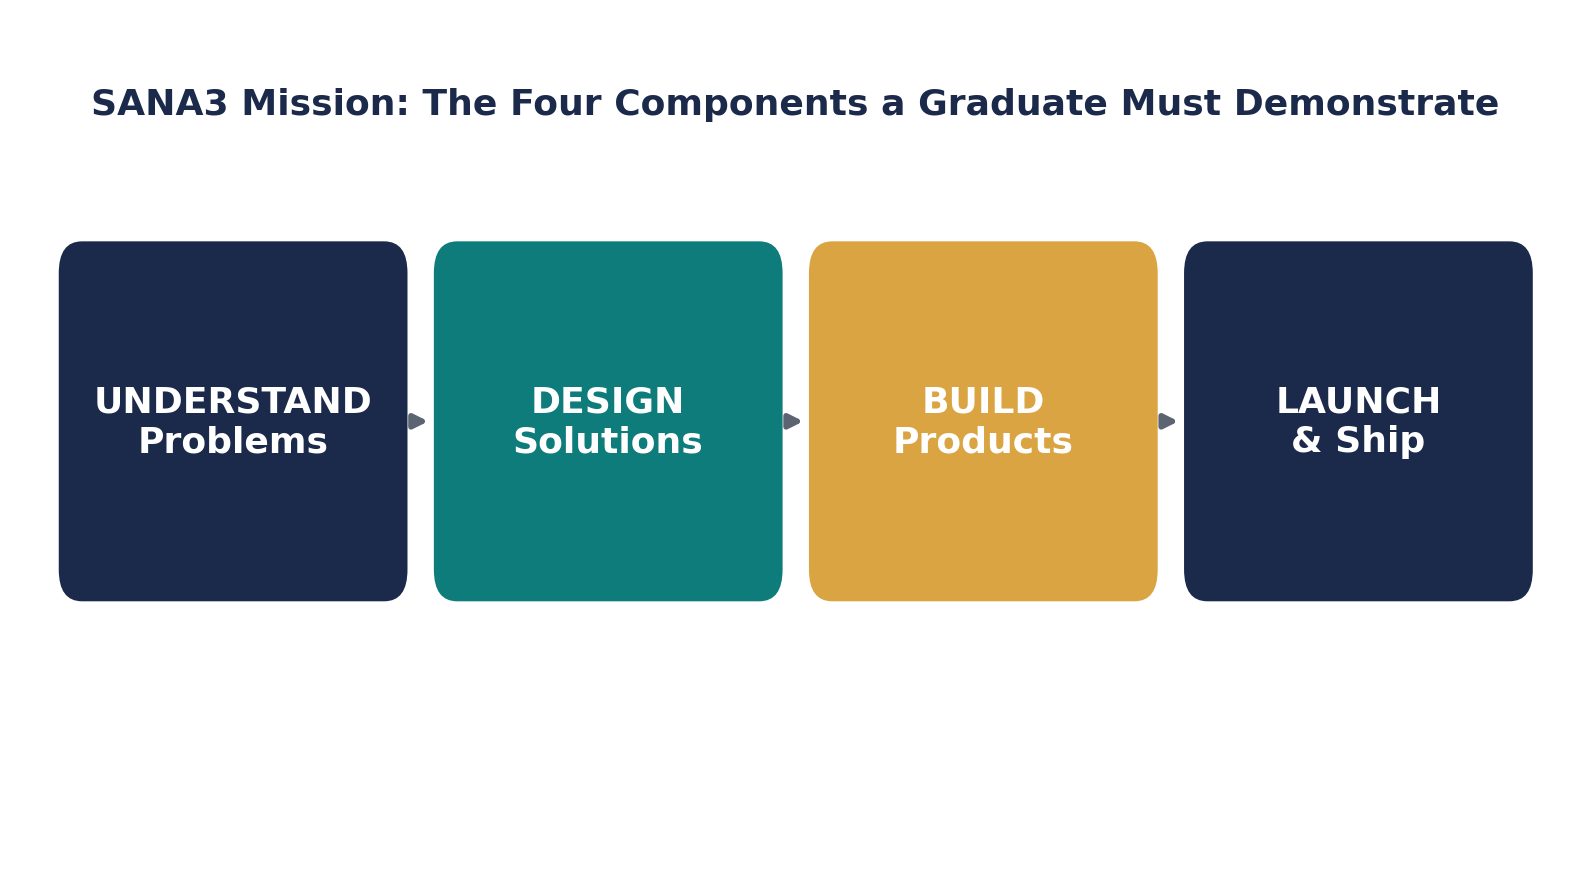 SANA3 Mission: The Four Components a Graduate Must Demonstrate
UNDERSTAND
Problems
DESIGN
Solutions
BUILD
Products
LAUNCH
& Ship